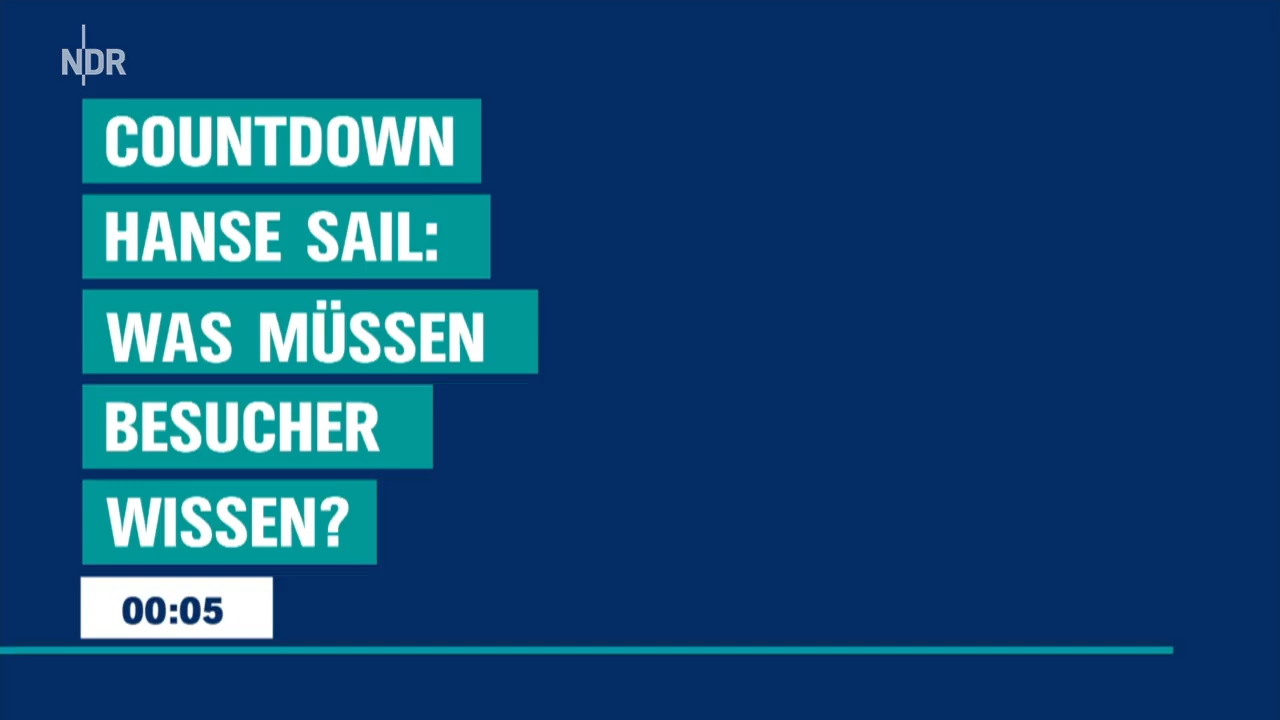 NDR
COUNTDOWN
HANSE SAIL:
WAS MÜSSEN
BESUCHER
WISSEN?
00:05